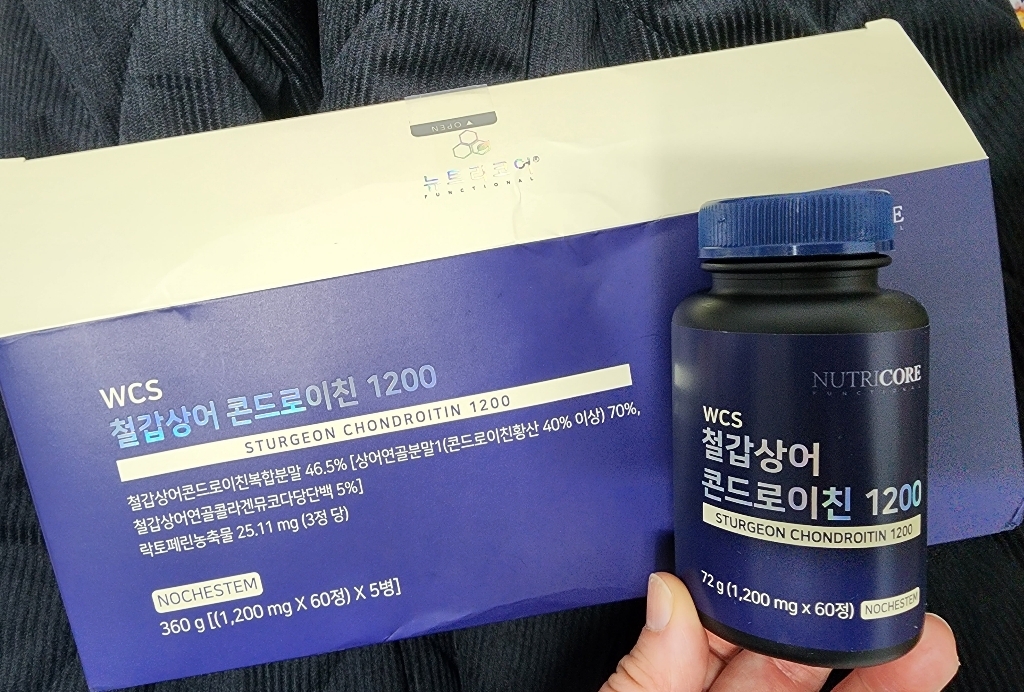 ▼ OPEN
뉴트리코어®
FUNCTIONAL
WCS
철갑상어 콘드로이친 1200
STURGEON CHONDROITIN 1200
철갑상어콘드로이친복합분말 46.5% [상어연골분말1(콘드로이친황산 40% 이상) 70%,
철갑상어연골콜라겐뮤코다당단백 5%]
락토페린농축물 25.11 mg (3정 당)
NOCHESTEM
360 g [(1,200 mg X 60정) X 5병]
E
L
NUTRICORE
FUNCTIONAL
WCS
철갑상어
콘드로이친 1200
STURGEON CHONDROITIN 1200
72 g (1,200 mg x 60정) NOCHESTEM